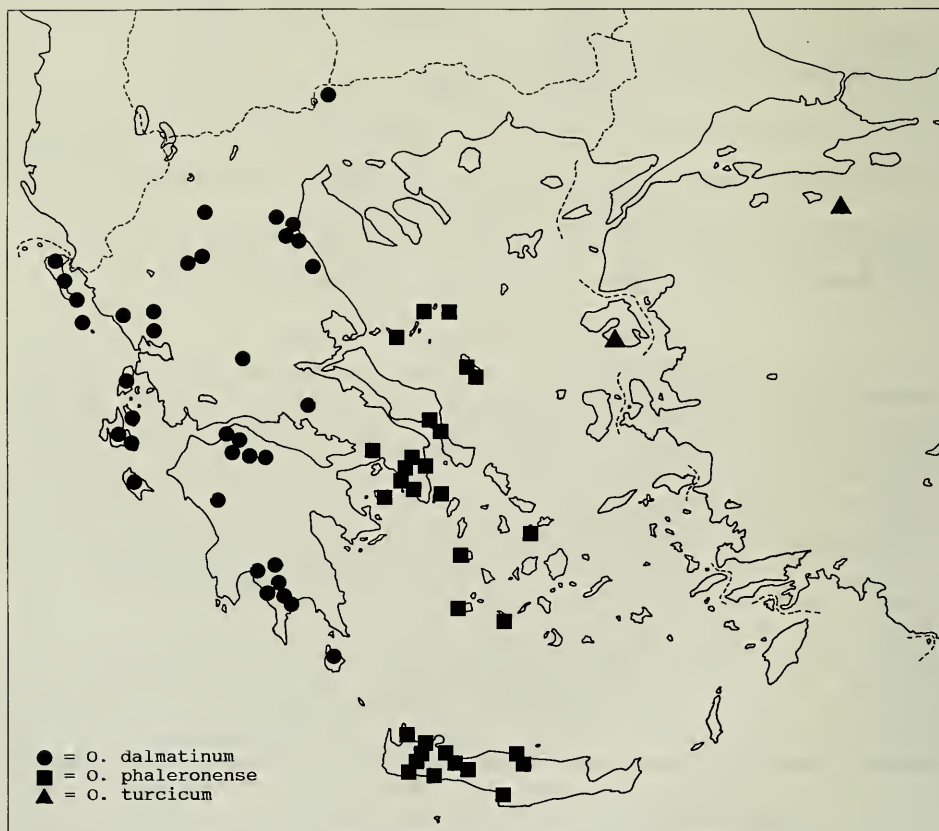 ● = O. dalmatinum
■ = O. phaleronense
▲ = O. turcicum